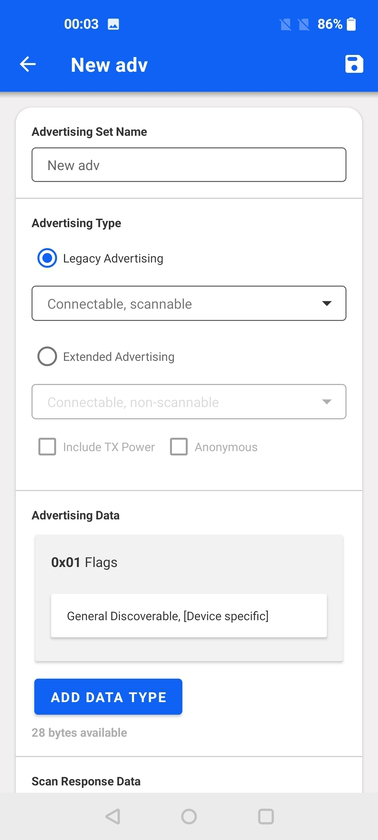 00:03 86%
New adv
Advertising Set Name
New adv
Advertising Type
Legacy Advertising
Connectable, scannable
Extended Advertising
Connectable, non-scannable
Include TX Power Anonymous
Advertising Data
0x01 Flags
General Discoverable, [Device specific]
ADD DATA TYPE
28 bytes available
Scan Response Data